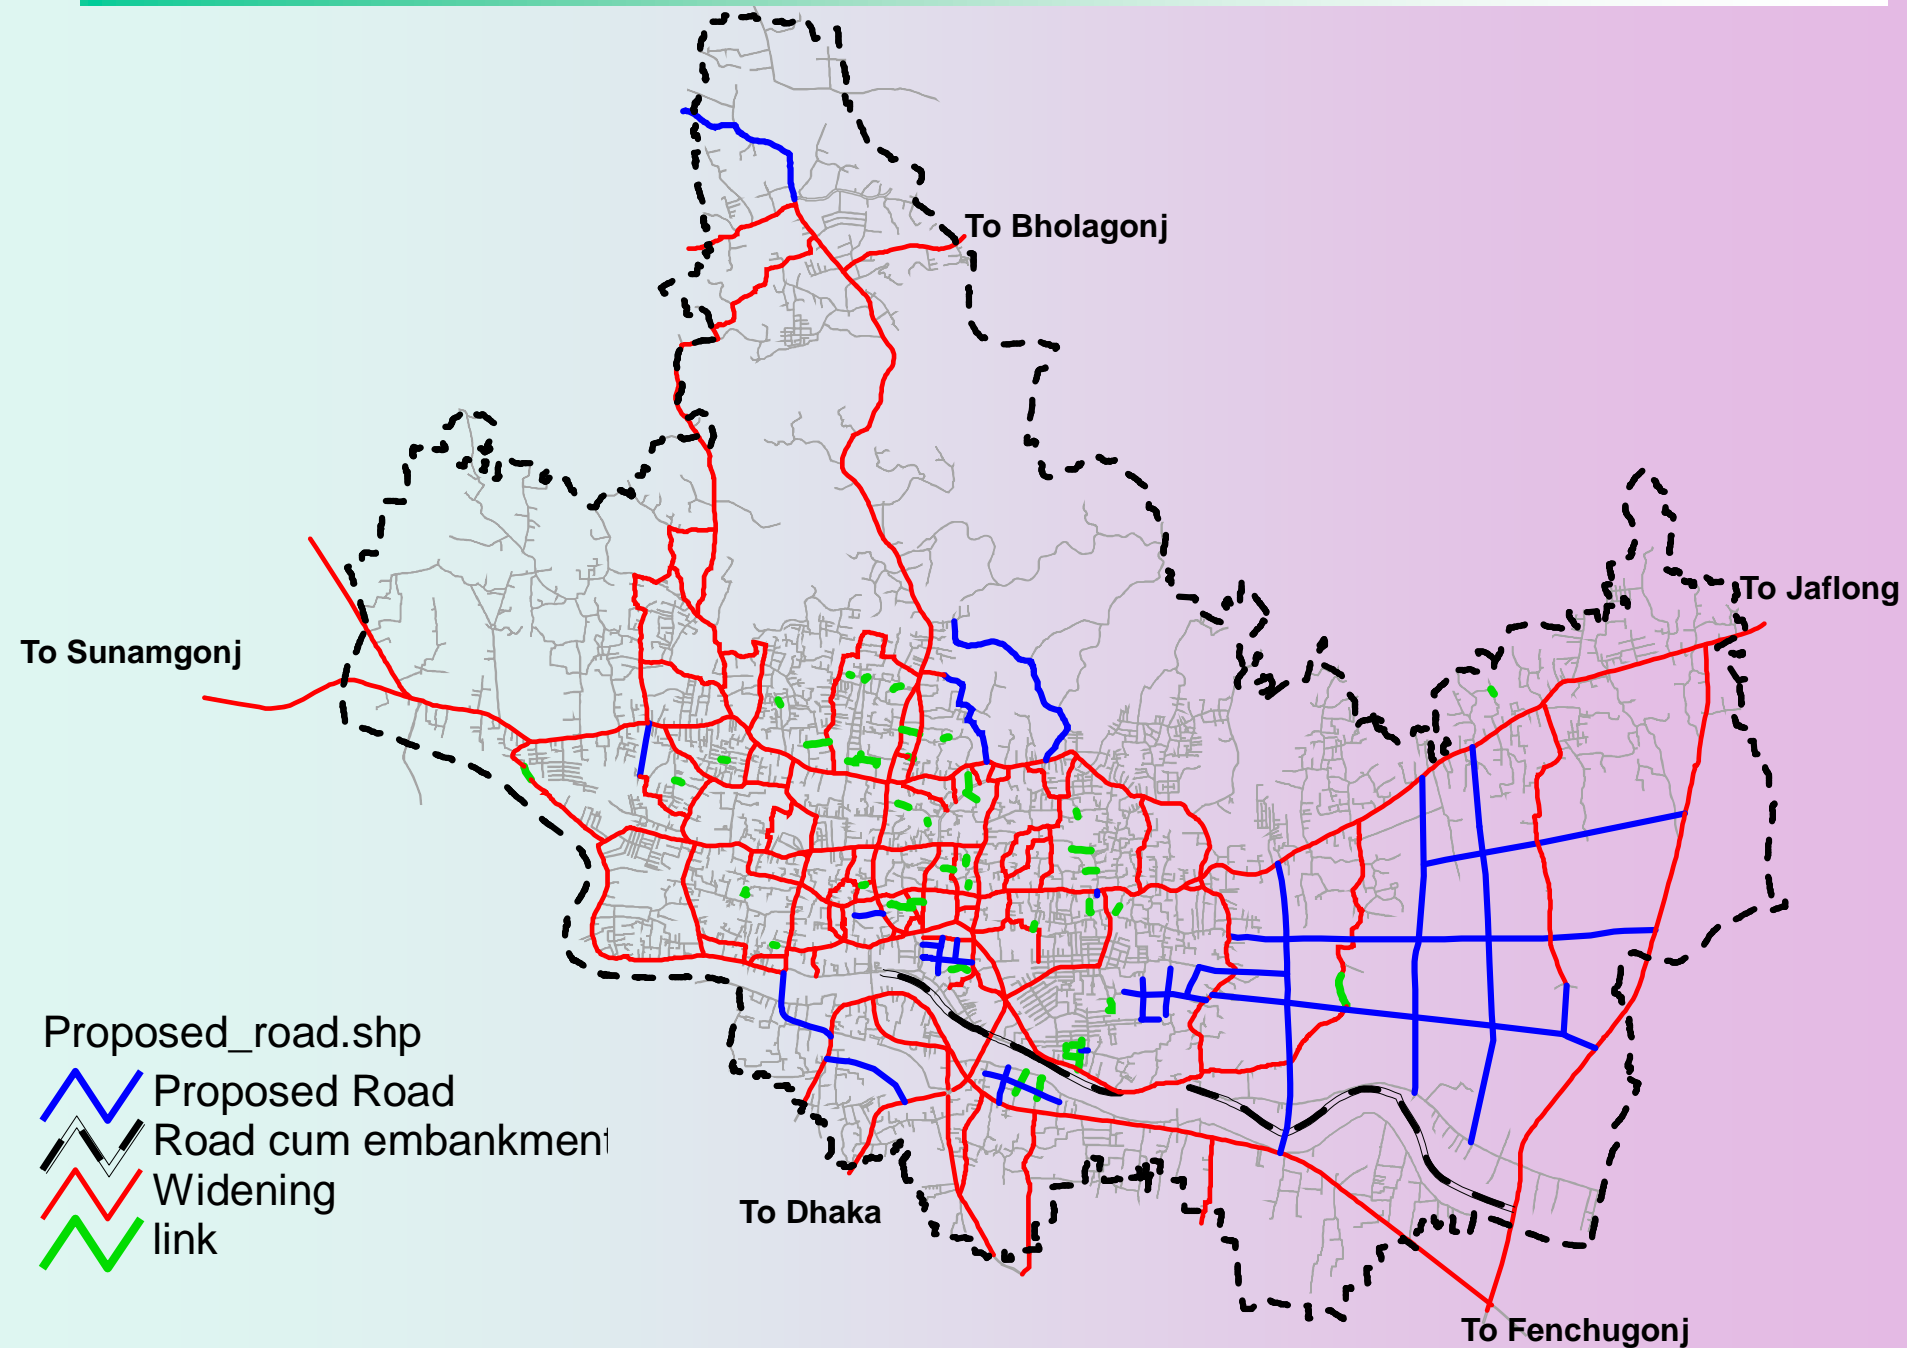 To Bholagonj
To Jaflong
To Sunamgonj
Proposed_road.shp
Proposed Road
Road cum embankment
Widening
link
To Dhaka
To Fenchugonj